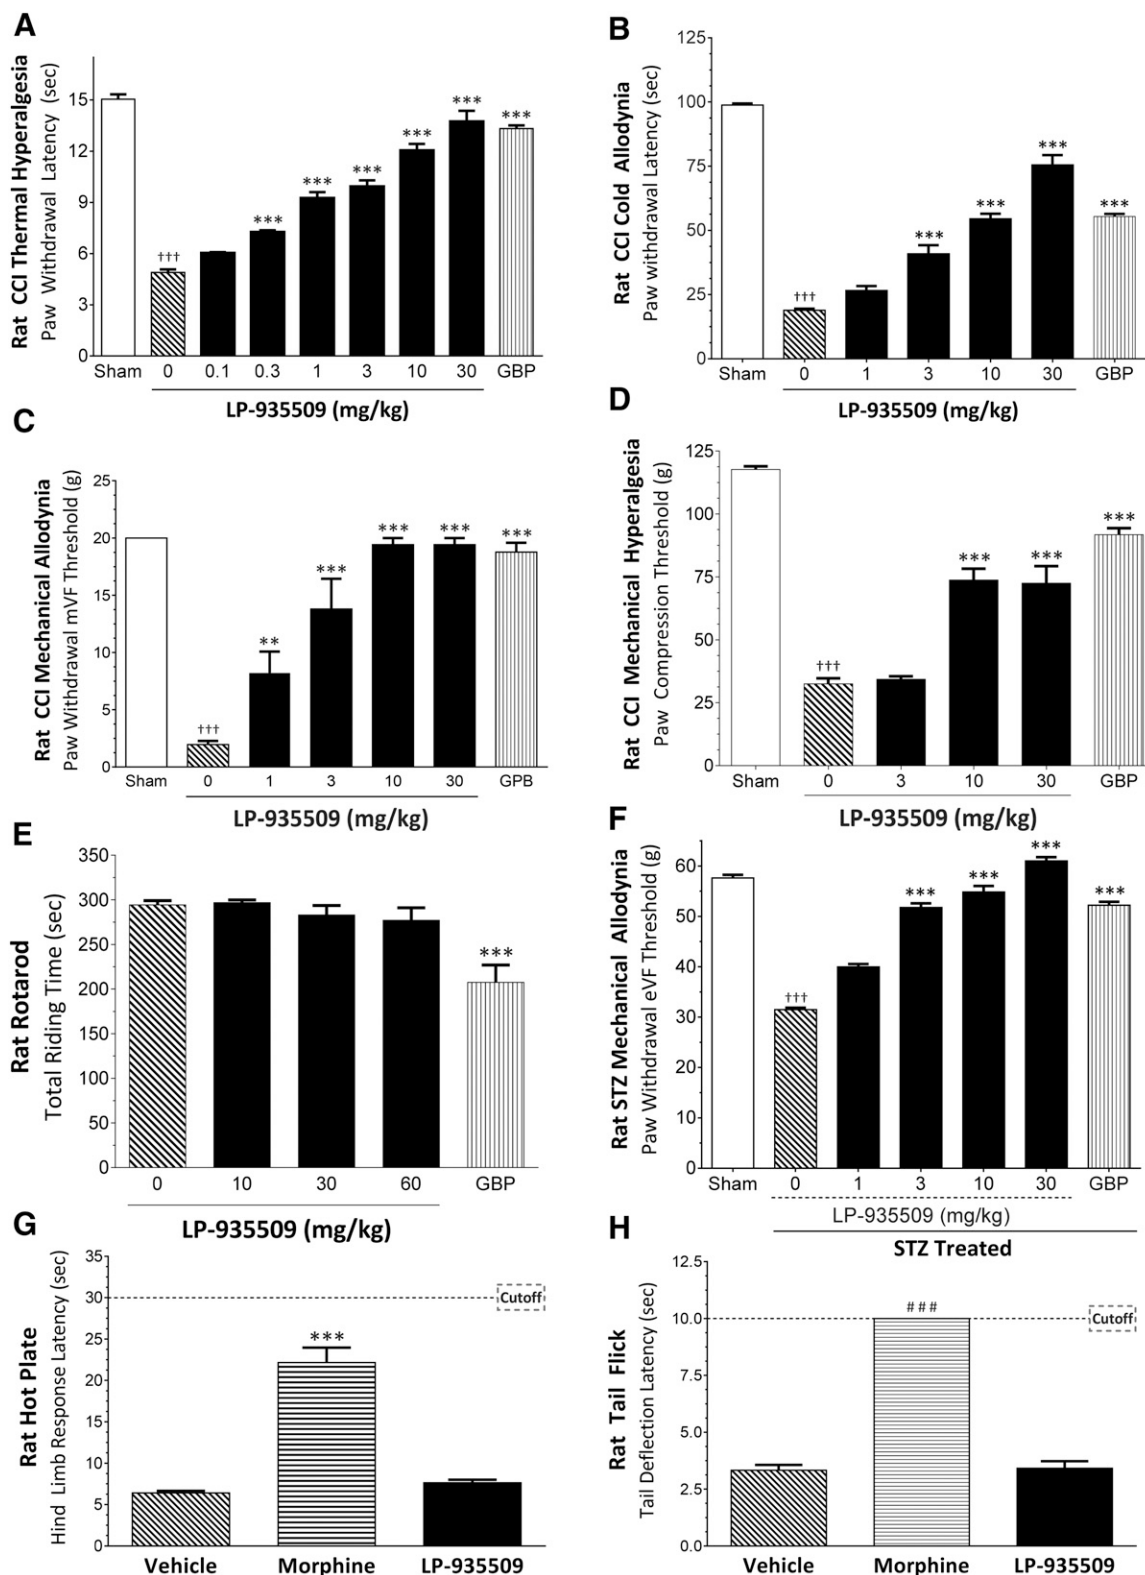 A
Rat CCI Thermal Hyperalgesia
Paw Withdrawal Latency (sec)
15
12
9
6
3
0
†††
***
***
***
***
***
***
Sham 0 0.1 0.3 1 3 10 30 GBP
LP-935509 (mg/kg)
B
Rat CCI Cold Allodynia
Paw withdrawal Latency (sec)
125
100
75
50
25
0
†††
***
***
***
***
Sham 0 1 3 10 30 GBP
LP-935509 (mg/kg)
C
Rat CCI Mechanical Allodynia
Paw Withdrawal mVF Threshold (g)
25
20
15
10
5
0
†††
**
***
***
***
***
Sham 0 1 3 10 30 GPB
LP-935509 (mg/kg)
D
Rat CCI Mechanical Hyperalgesia
Paw Compression Threshold (g)
125
100
75
50
25
0
†††
***
***
***
Sham 0 3 10 30 GBP
LP-935509 (mg/kg)
E
Rat Rotarod
Total Riding Time (sec)
350
300
250
200
150
100
50
0
***
0 10 30 60 GBP
LP-935509 (mg/kg)
F
Rat STZ Mechanical Allodynia
Paw Withdrawal eVF Threshold (g)
60
50
40
30
20
10
0
†††
***
***
***
***
Sham 0 1 3 10 30 GBP
LP-935509 (mg/kg)
STZ Treated
G
Rat Hot Plate
Hind Limb Response Latency (sec)
35
30
25
20
15
10
5
0
Cutoff
***
Vehicle Morphine LP-935509
H
Rat Tail Flick
Tail Deflection Latency (sec)
12.5
10.0
7.5
5.0
2.5
0.0
###
Cutoff
Vehicle Morphine LP-935509